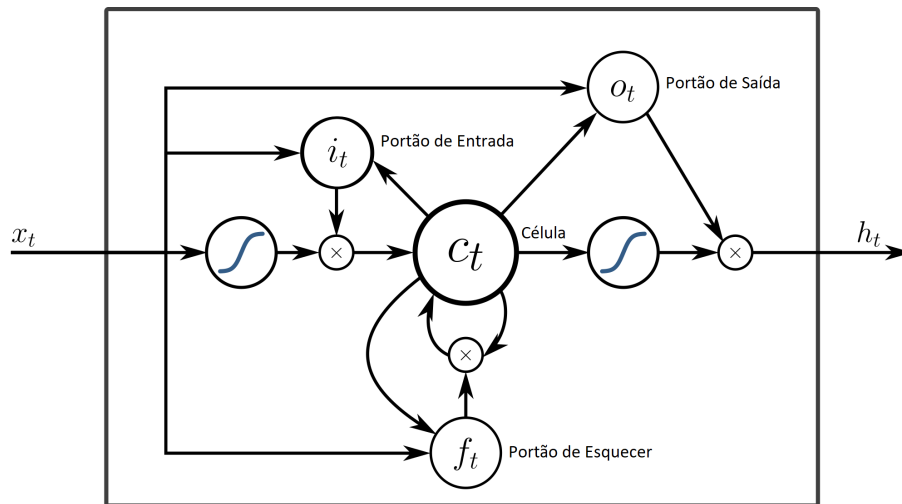 o_t
Portão de Saída
i_t
Portão de Entrada
x_t
×
c_t
Célula
×
h_t
×
f_t
Portão de Esquecer